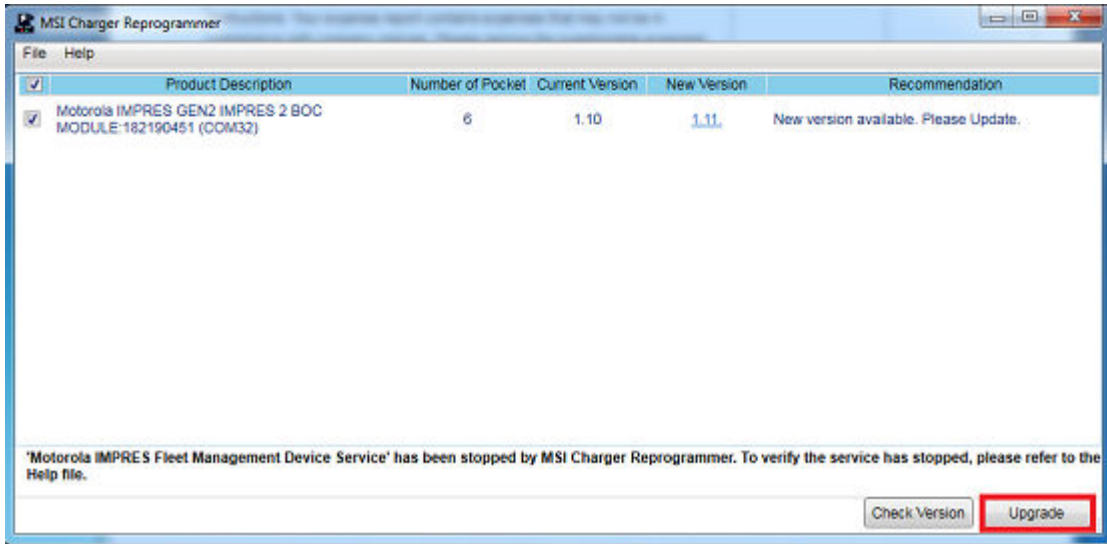 MSI Charger Reprogrammer
File Help
Product Description Number of Pocket Current Version New Version Recommendation
Motorola IMPRES GEN2 IMPRES 2 BOC
MODULE:182190451 (COM32) 6 1.10 1.11. New version available. Please Update.
'Motorola IMPRES Fleet Management Device Service' has been stopped by MSI Charger Reprogrammer. To verify the service has stopped, please refer to the
Help file.
Check Version Upgrade